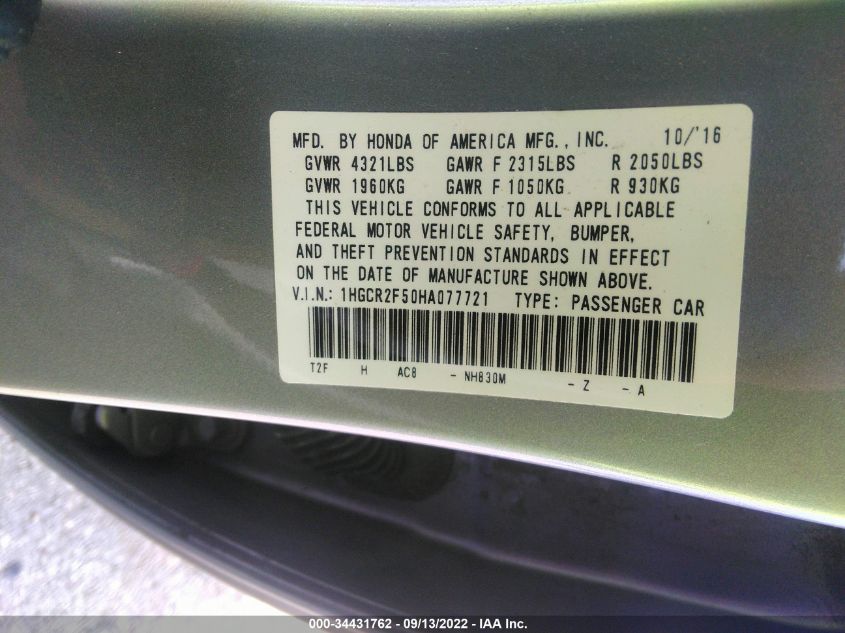 MFD. BY HONDA OF AMERICA MFG., INC. 10/'16
GVWR 4321LBS GAWR F 2315LBS R 2050LBS
GVWR 1960KG GAWR F 1050KG R 930KG
THIS VEHICLE CONFORMS TO ALL APPLICABLE
FEDERAL MOTOR VEHICLE SAFETY, BUMPER,
AND THEFT PREVENTION STANDARDS IN EFFECT
ON THE DATE OF MANUFACTURE SHOWN ABOVE.
V.I.N.: 1HGCR2F50HA077721 TYPE: PASSENGER CAR
T2F H AC8 - NH830M - Z - A
000-34431762 - 09/13/2022 - IAA Inc.